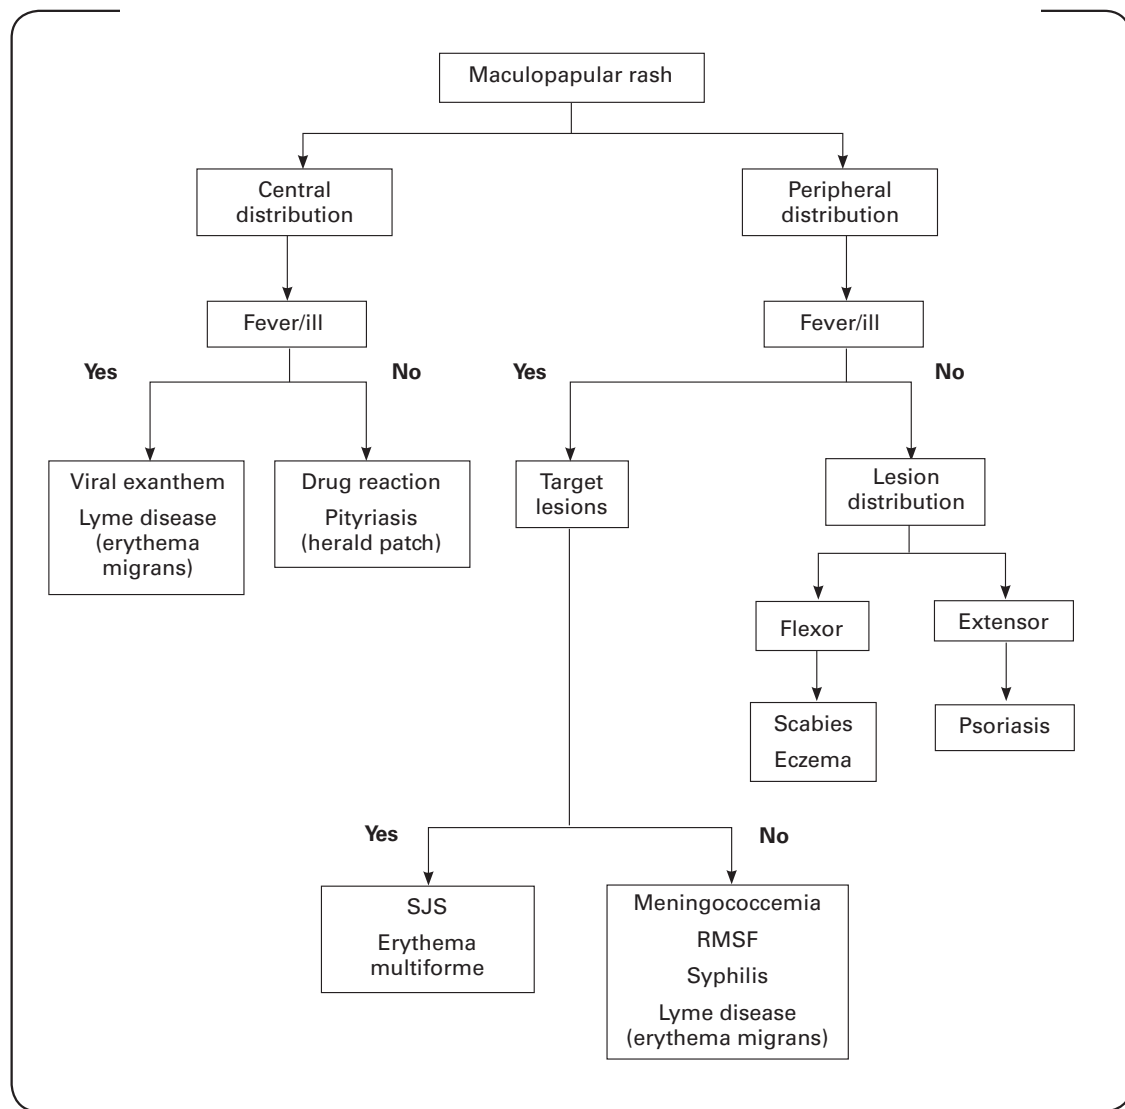 Maculopapular rash
Central
distribution
Peripheral
distribution
Fever/ill
Fever/ill
Yes
No
Yes
No
Viral exanthem
Lyme disease
(erythema
migrans)
Drug reaction
Pityriasis
(herald patch)
Target
lesions
Lesion
distribution
Flexor
Extensor
Scabies
Eczema
Psoriasis
Yes
No
SJS
Erythema
multiforme
Meningococcemia
RMSF
Syphilis
Lyme disease
(erythema migrans)